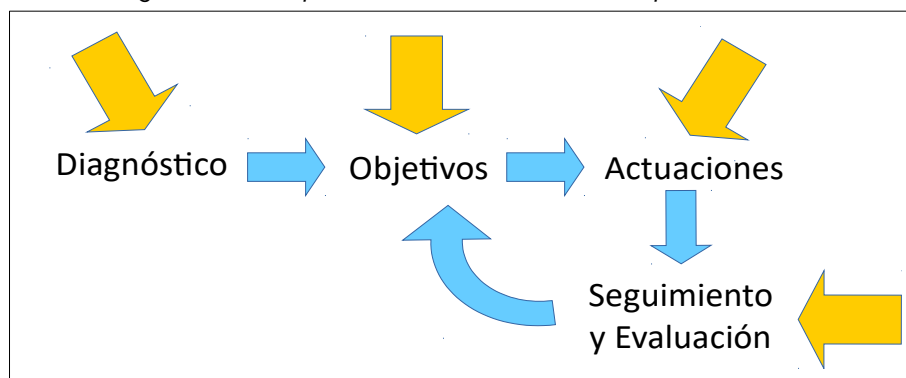 Diagnóstico
Objetivos
Actuaciones
Seguimiento
y Evaluación